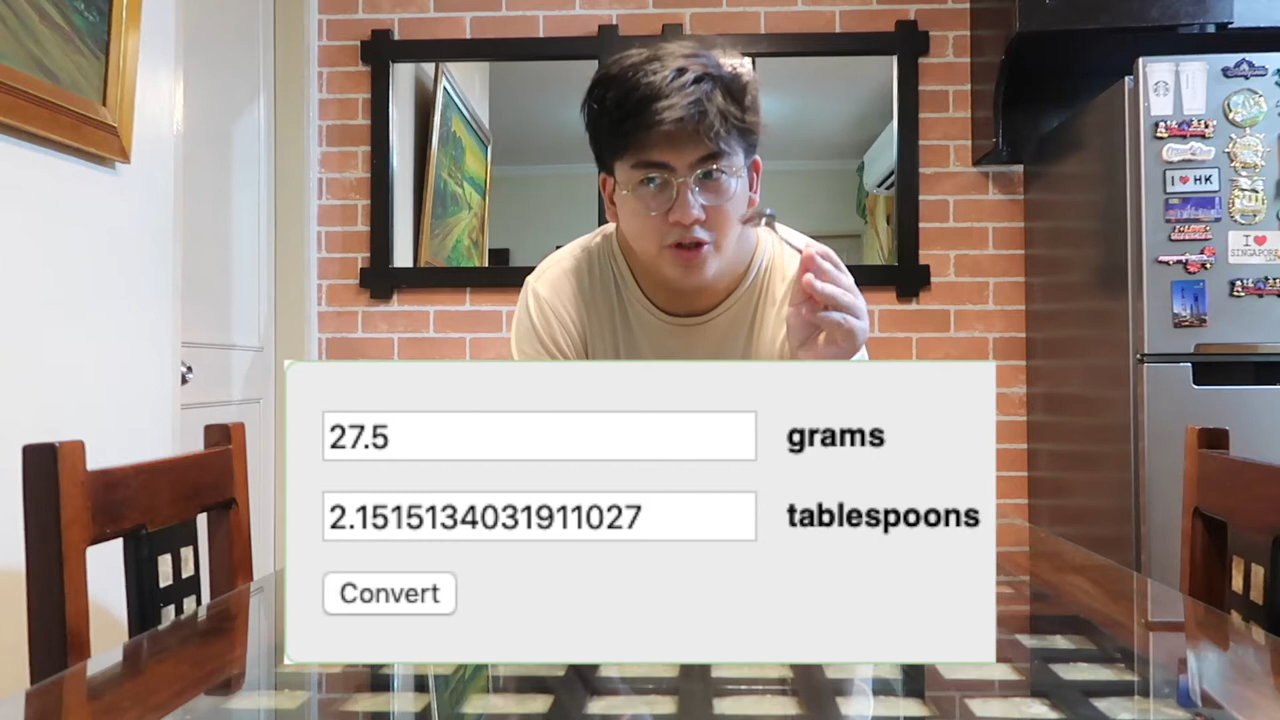 I ❤ HK
I ❤
SINGAPORE
27.5 grams
2.1515134031911027 tablespoons
Convert